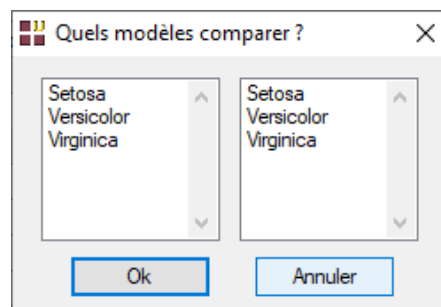 Quels modèles comparer ?
Setosa
Versicolor
Virginica
Setosa
Versicolor
Virginica
Ok
Annuler